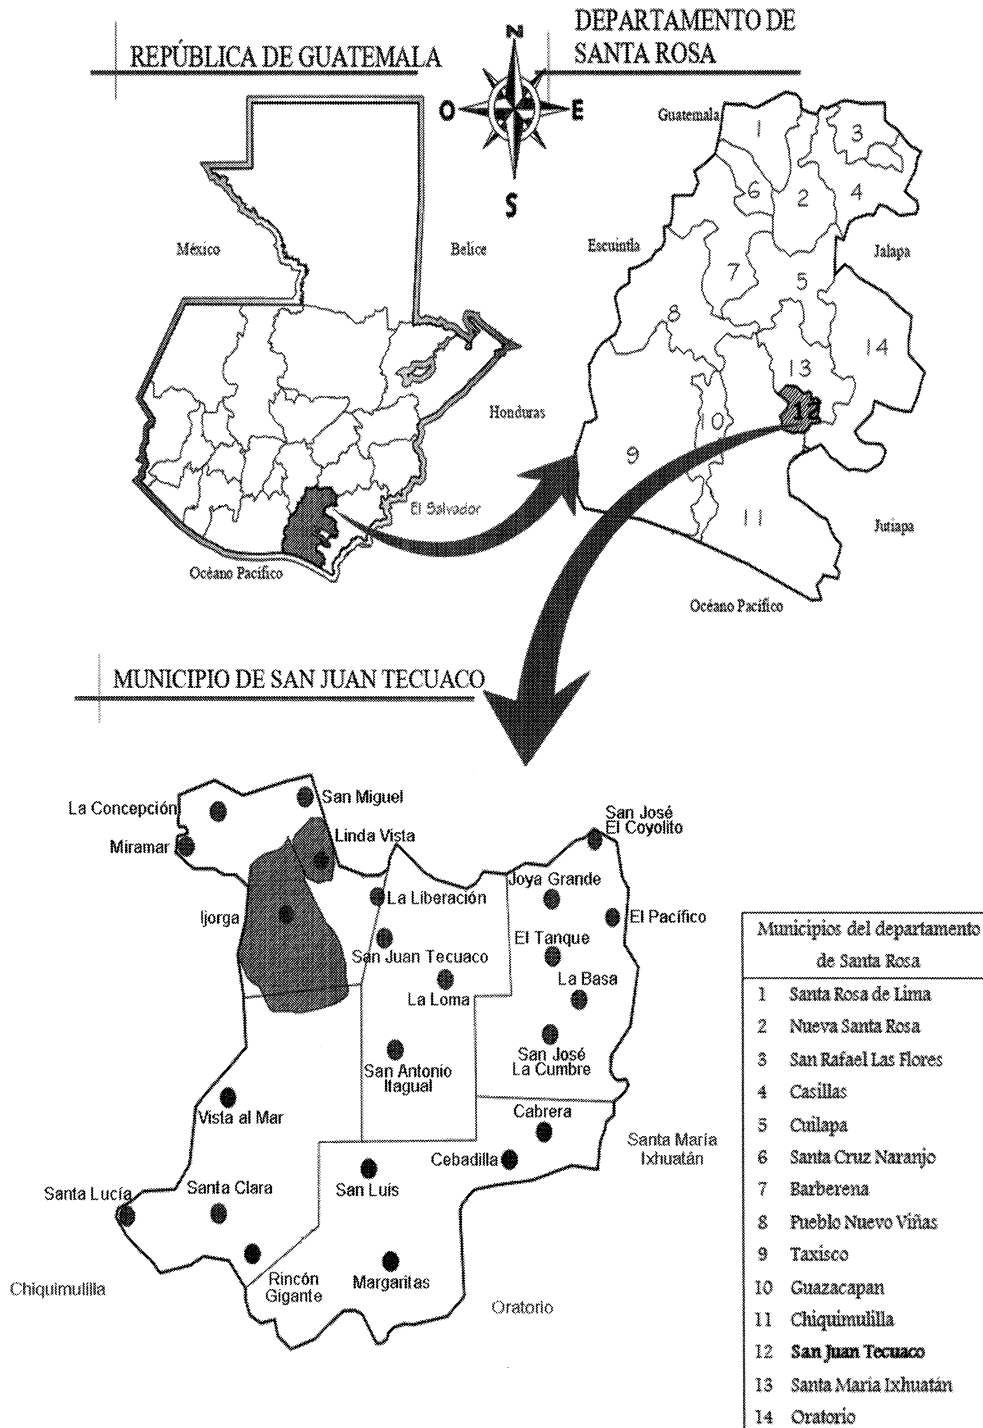 REPÚBLICA DE GUATEMALA
DEPARTAMENTO DE
SANTA ROSA
N
O
E
S
México
Belice
Honduras
El Salvador
Océano Pacífico
Guatemala
Escuintla
Jalapa
Jutiapa
Océano Pacífico
1
3
6
2
4
7
5
8
14
13
12
10
9
11
MUNICIPIO DE SAN JUAN TECUACO
La Concepción
San Miguel
Miramar
Linda Vista
San José
El Coyolito
Joya Grande
La Liberación
Ijorga
El Pacífico
El Tanque
San Juan Tecuaco
La Basa
La Loma
San José
La Cumbre
San Antonio
Itagual
Vista al Mar
Cabrera
Cebadilla
Santa María
Ixhuatán
Santa Lucía
Santa Clara
San Luis
Rincón
Gigante
Margaritas
Chiquimulilla
Oratorio
Municipios del departamento
de Santa Rosa
1 Santa Rosa de Lima
2 Nueva Santa Rosa
3 San Rafael Las Flores
4 Casillas
5 Cuilapa
6 Santa Cruz Naranjo
7 Barberena
8 Pueblo Nuevo Viñas
9 Taxisco
10 Guazacapan
11 Chiquimulilla
12 San Juan Tecuaco
13 Santa María Ixhuatán
14 Oratorio